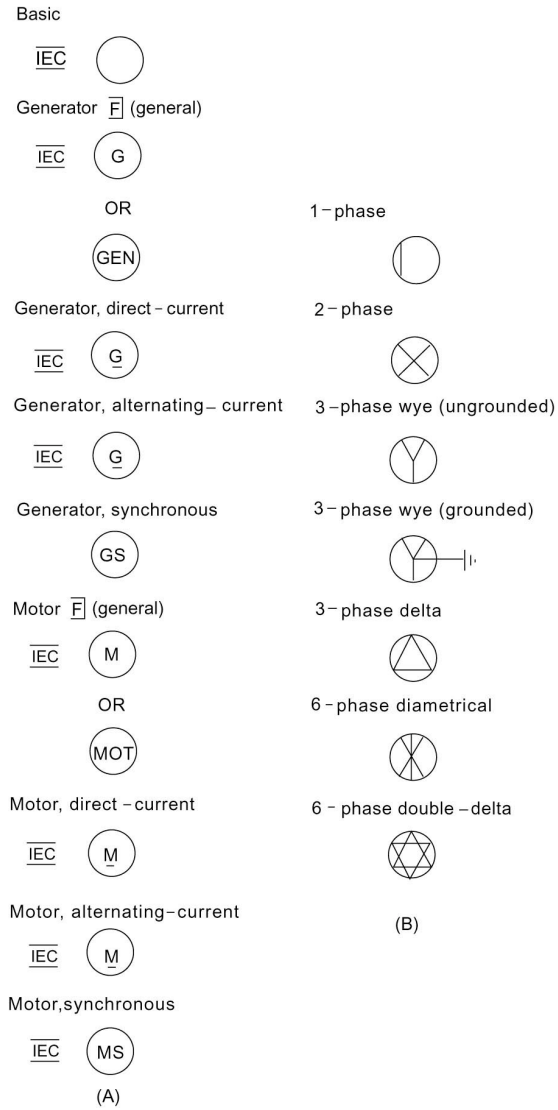 Basic
IEC
Generator F (general)
IEC G
OR
GEN
Generator, direct-current
IEC G
Generator, alternating-current
IEC G
Generator, synchronous
GS
Motor F (general)
IEC M
OR
MOT
Motor, direct-current
IEC M
Motor, alternating-current
IEC M
Motor,synchronous
IEC MS
(A)
1-phase
2-phase
3-phase wye (ungrounded)
3-phase wye (grounded)
3-phase delta
6-phase diametrical
6-phase double-delta
(B)